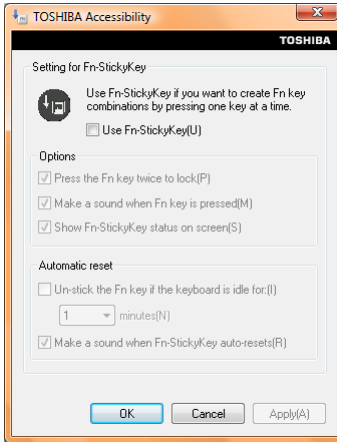 TOSHIBA Accessibility
TOSHIBA
Setting for Fn-StickyKey
Use Fn-StickyKey if you want to create Fn key
combinations by pressing one key at a time.
Use Fn-StickyKey(U)
Options
Press the Fn key twice to lock(P)
Make a sound when Fn key is pressed(M)
Show Fn-StickyKey status on screen(S)
Automatic reset
Un-stick the Fn key if the keyboard is idle for:(I)
1 minutes(N)
Make a sound when Fn-StickyKey auto-resets(R)
OK Cancel Apply(A)